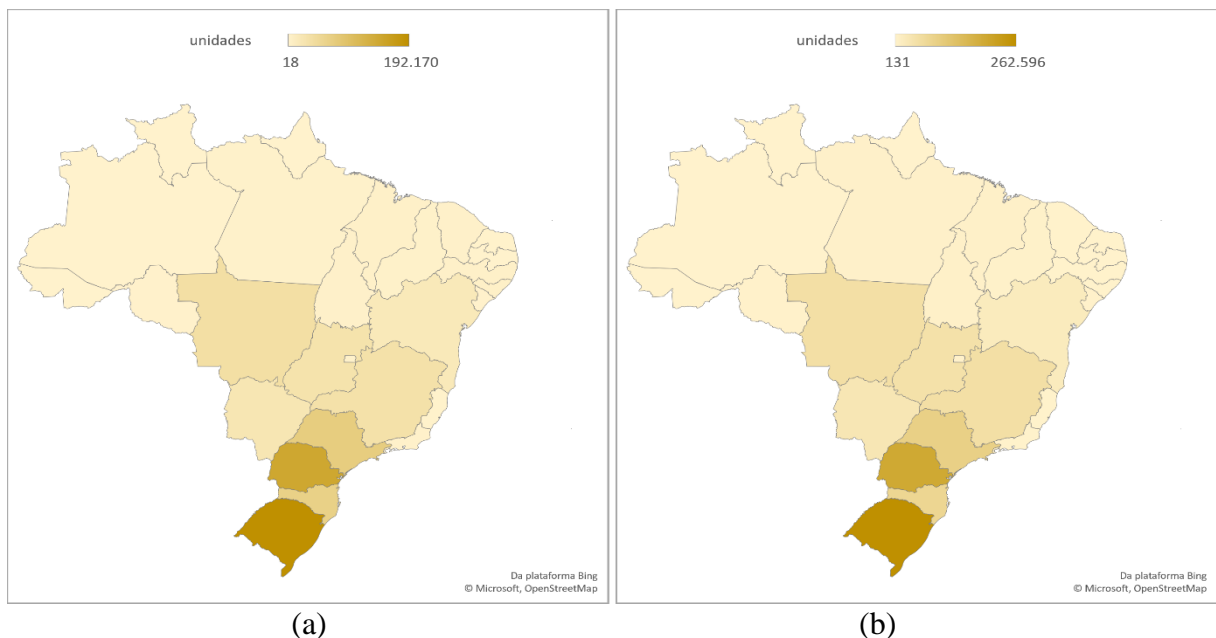 unidades
18 192.170
Da plataforma Bing
© Microsoft, OpenStreetMap
(a)
unidades
131 262.596
Da plataforma Bing
© Microsoft, OpenStreetMap
(b)